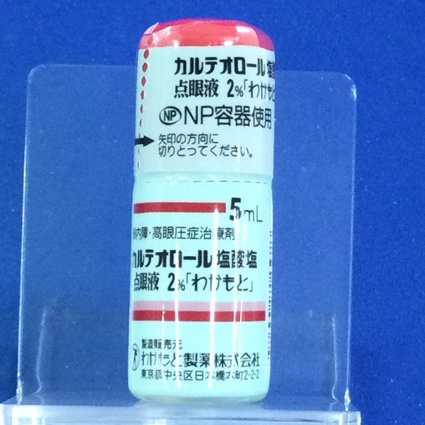 カルテオロール塩酸
点眼液 2%「わかもと
NP NP容器使用
矢印の方向に
切りとってください。
5mL
内障・高眼圧症治療剤
カルテオロール塩酸塩
点眼液 2%「わかもと」
製造販売元
わかもと製薬株式会社
東京都中央区日本橋本町2-2-2